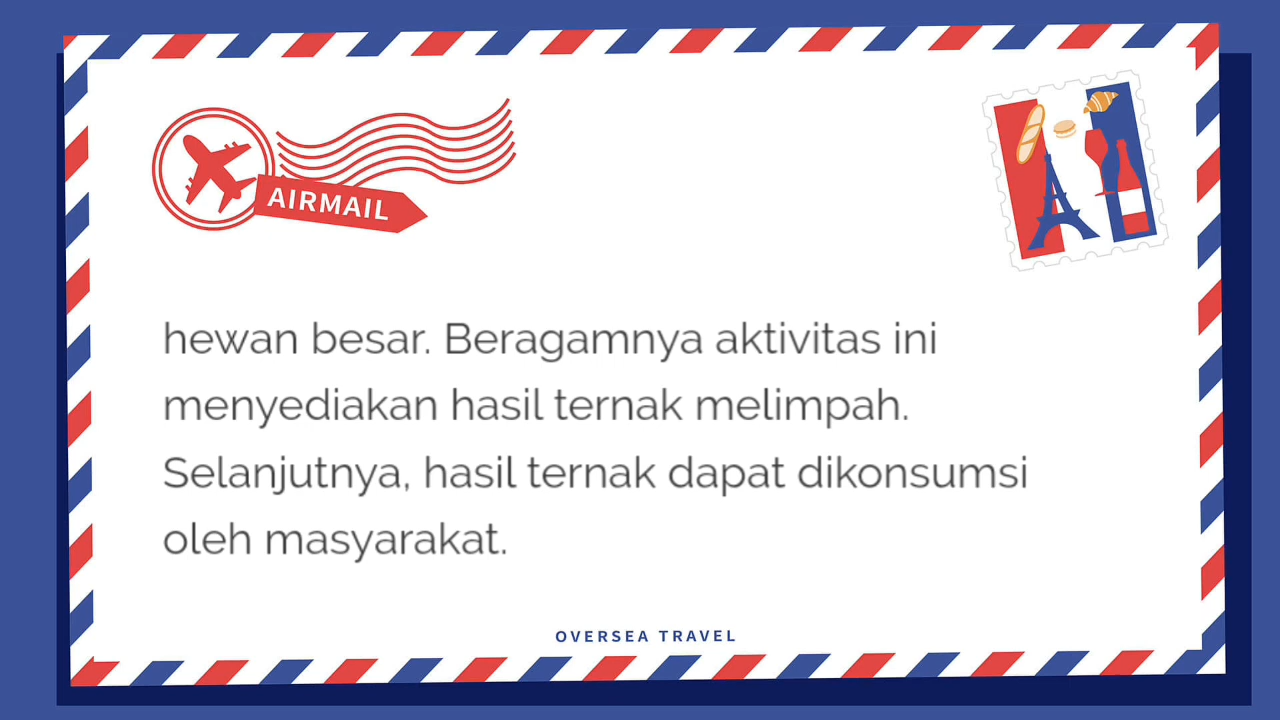 AIRMAIL
hewan besar. Beragamnya aktivitas ini
menyediakan hasil ternak melimpah.
Selanjutnya, hasil ternak dapat dikonsumsi
oleh masyarakat.
OVERSEA TRAVEL